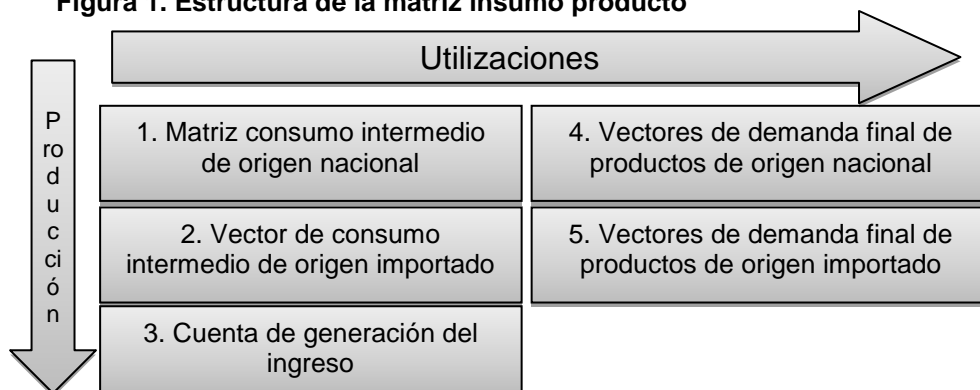 Figura 1. Estructura de la matriz insumo producto
Utilizaciones
P
ro
d
u
c
ci
ó
n
1. Matriz consumo intermedio
de origen nacional
4. Vectores de demanda final de
productos de origen nacional
2. Vector de consumo
intermedio de origen importado
5. Vectores de demanda final de
productos de origen importado
3. Cuenta de generación del
ingreso